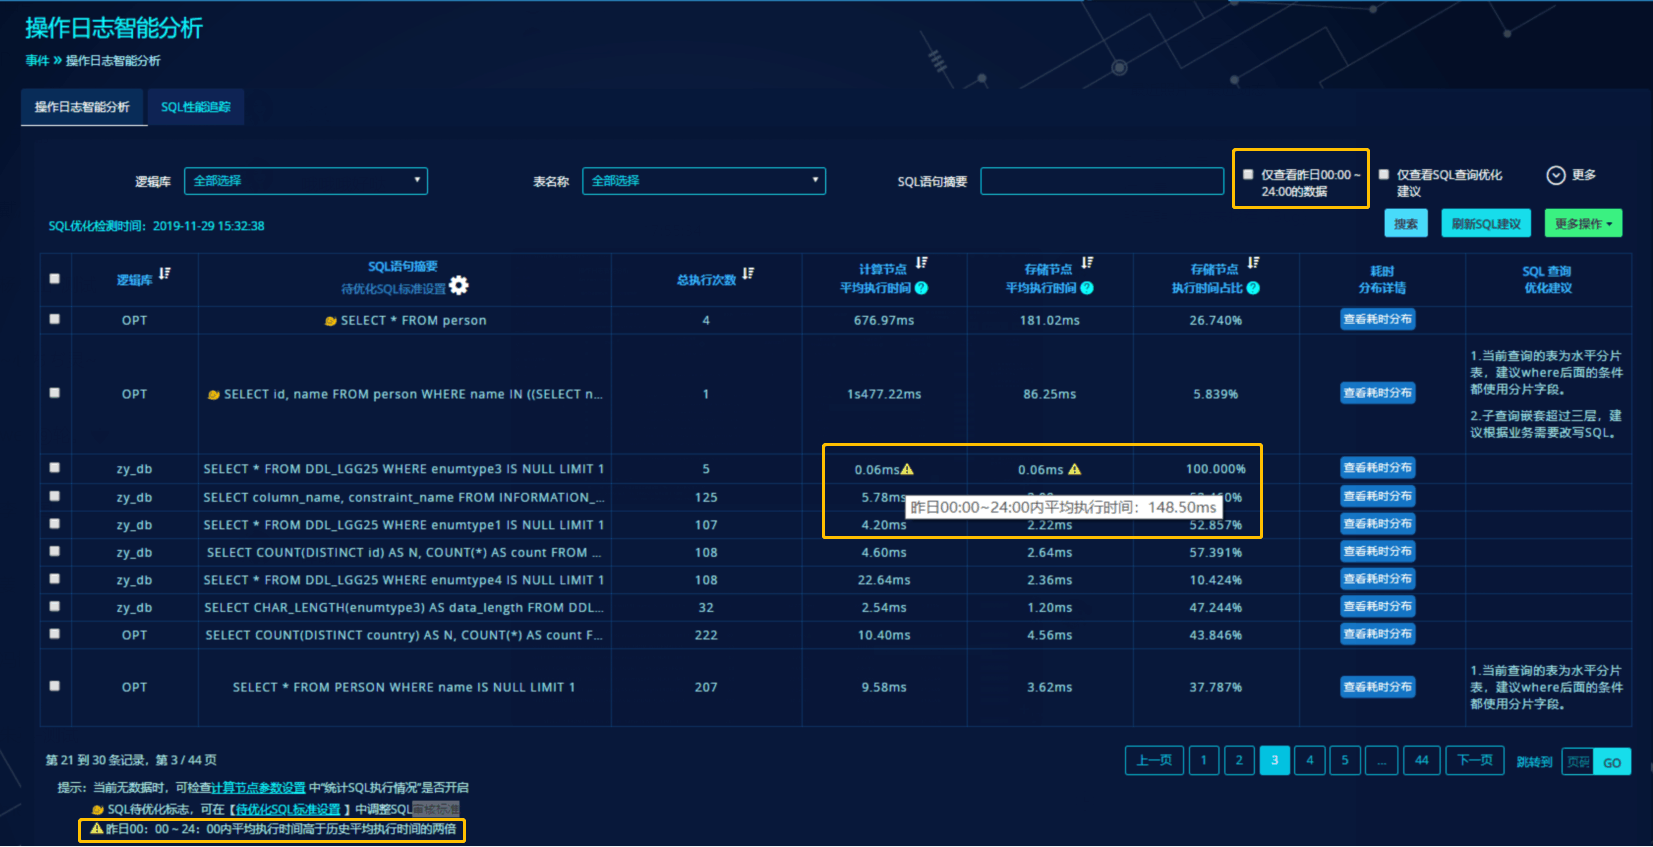 操作日志智能分析
事件 » 操作日志智能分析
操作日志智能分析 SQL性能追踪
逻辑库 全部选择 表名称 全部选择 SQL语句摘要 仅查看昨日00:00 ~ 仅查看SQL查询优化 更多
24:00的数据 建议
SQL优化检测时间：2019-11-29 15:32:38 搜索 刷新SQL建议 更多操作
逻辑库 SQL语句摘要 总执行次数 计算节点 存储节点 存储节点 耗时 SQL 查询
待优化SQL标准设置 平均执行时间 平均执行时间 执行时间占比 分布详情 优化建议
OPT SELECT * FROM person 4 676.97ms 181.02ms 26.740% 查看耗时分布
OPT SELECT id, name FROM person WHERE name IN ((SELECT n... 1 1s477.22ms 86.25ms 5.839% 查看耗时分布
1.当前查询的表为水平分片
表，建议where后面的条件
都使用分片字段。
2.子查询嵌套超过三层，建
议根据业务需要改写SQL。
zy_db SELECT * FROM DDL_LGG25 WHERE enumtype3 IS NULL LIMIT 1 5 0.06ms 0.06ms 100.000% 查看耗时分布
zy_db SELECT column_name, constraint_name FROM INFORMATION_... 125 5.78ms 查看耗时分布
昨日00:00~24:00内平均执行时间：148.50ms
zy_db SELECT * FROM DDL_LGG25 WHERE enumtype1 IS NULL LIMIT 1 107 4.20ms 2.22ms 52.857% 查看耗时分布
zy_db SELECT COUNT(DISTINCT id) AS N, COUNT(*) AS count FROM ... 108 4.60ms 2.64ms 57.391% 查看耗时分布
zy_db SELECT * FROM DDL_LGG25 WHERE enumtype4 IS NULL LIMIT 1 108 22.64ms 2.36ms 10.424% 查看耗时分布
zy_db SELECT CHAR_LENGTH(enumtype3) AS data_length FROM DDL... 32 2.54ms 1.20ms 47.244% 查看耗时分布
OPT SELECT COUNT(DISTINCT country) AS N, COUNT(*) AS count F... 222 10.40ms 4.56ms 43.846% 查看耗时分布
OPT SELECT * FROM PERSON WHERE name IS NULL LIMIT 1 207 9.58ms 3.62ms 37.787% 查看耗时分布
1.当前查询的表为水平分片
表，建议where后面的条件
都使用分片字段。
第 21 到 30 条记录，第 3 / 44 页 上一页 1 2 3 4 5 ... 44 下一页 跳转到 页码 GO
提示：当前无数据时，可检查计算节点参数设置 中“统计SQL执行情况”是否开启
SQL待优化标志，可在【待优化SQL标准设置 】中调整SQL审核标准
昨日00：00 ~ 24：00内平均执行时间高于历史平均执行时间的两倍